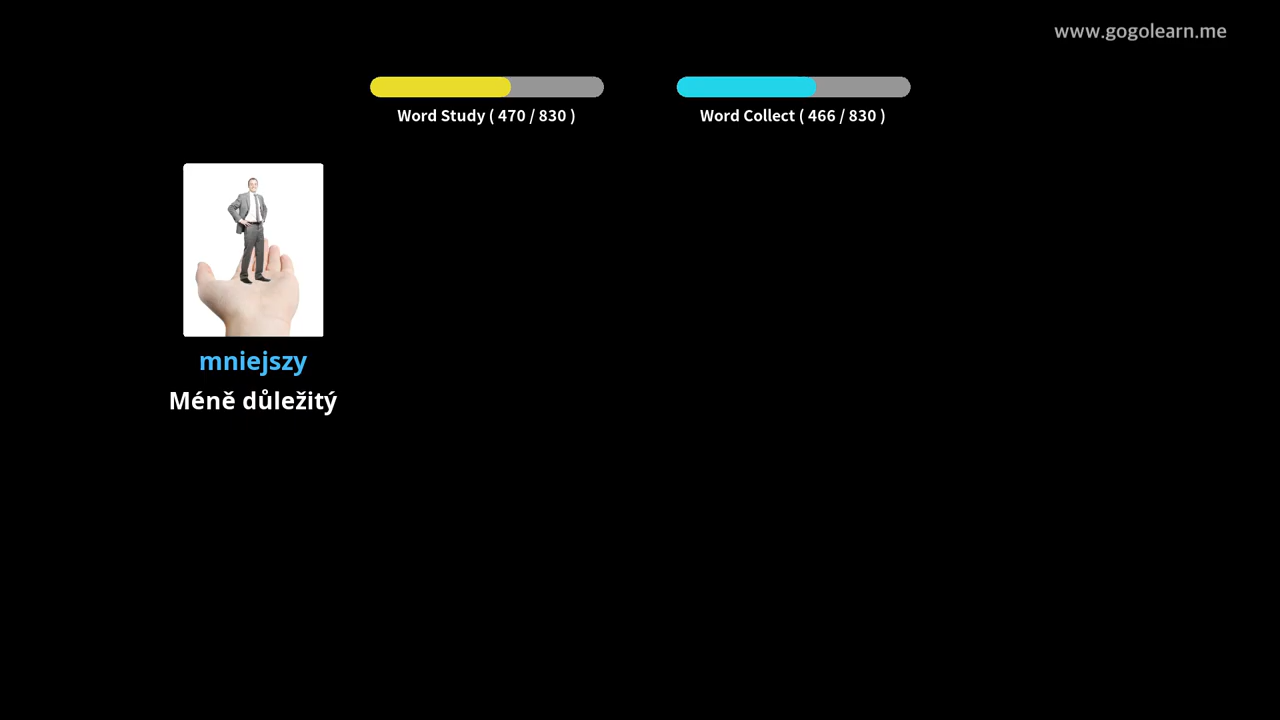 www.gogolearn.me
Word Study ( 470 / 830 )
Word Collect ( 466 / 830 )
mniejszy
Méně důležitý